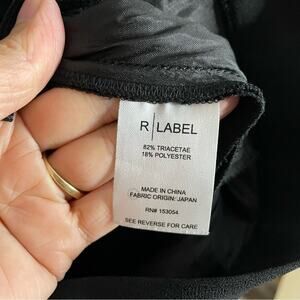 R | LABEL
82% TRIACETAE
18% POLYESTER
MADE IN CHINA
FABRIC ORIGIN: JAPAN
RN# 153054
SEE REVERSE FOR CARE